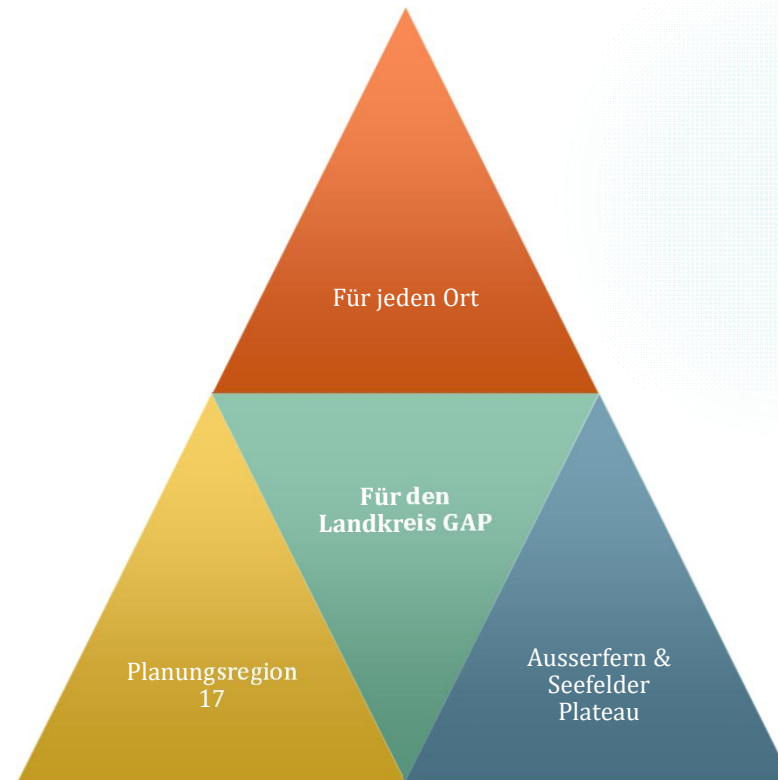 Für jeden Ort
Für den
Landkreis GAP
Planungsregion
17
Ausserfern &
Seefelder
Plateau